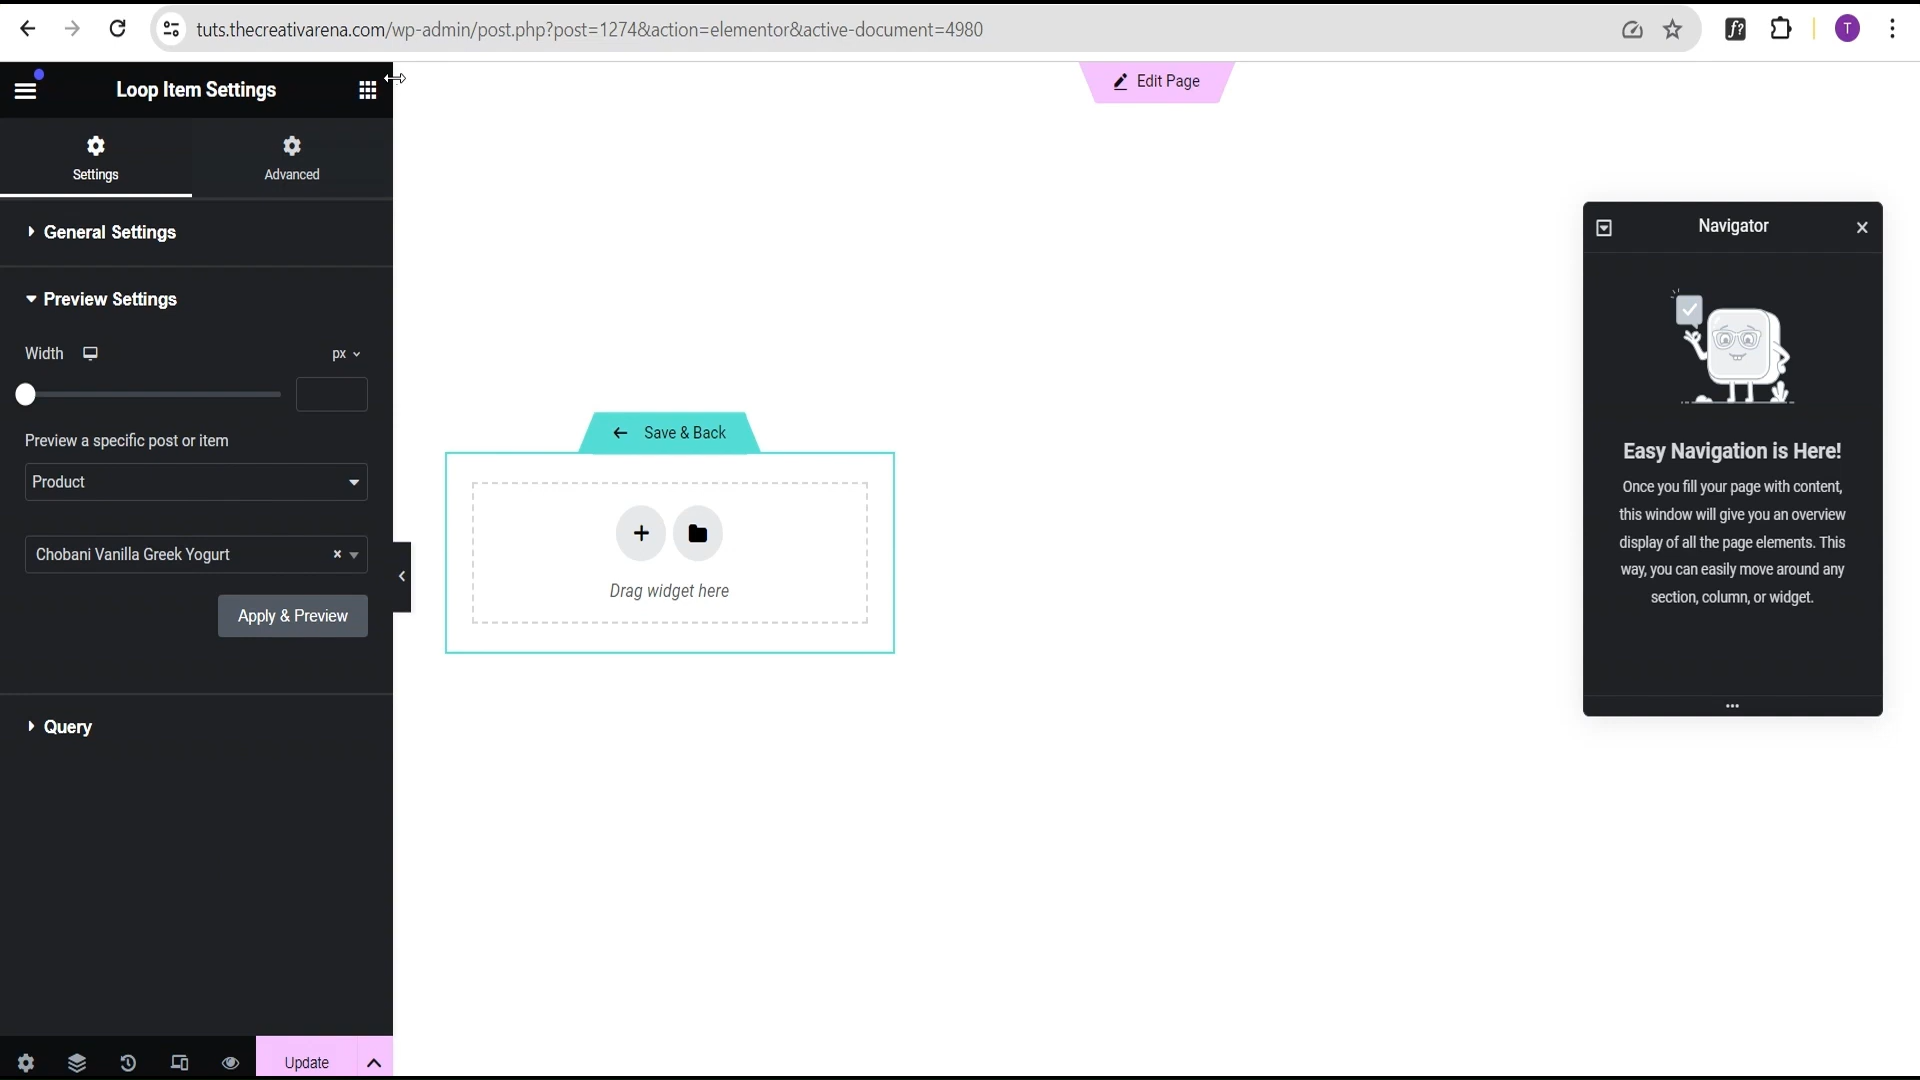 tuts.thecreativarena.com/wp-admin/post.php?post=1274&action=elementor&active-document=4980
f?
T
Loop Item Settings
Edit Page
Settings
Advanced
General Settings
Preview Settings
Width
px
Preview a specific post or item
Product
Chobani Vanilla Greek Yogurt
×
Apply & Preview
Query
Update
Save & Back
Drag widget here
Navigator
Easy Navigation is Here!
Once you fill your page with content,
this window will give you an overview
display of all the page elements. This
way, you can easily move around any
section, column, or widget.